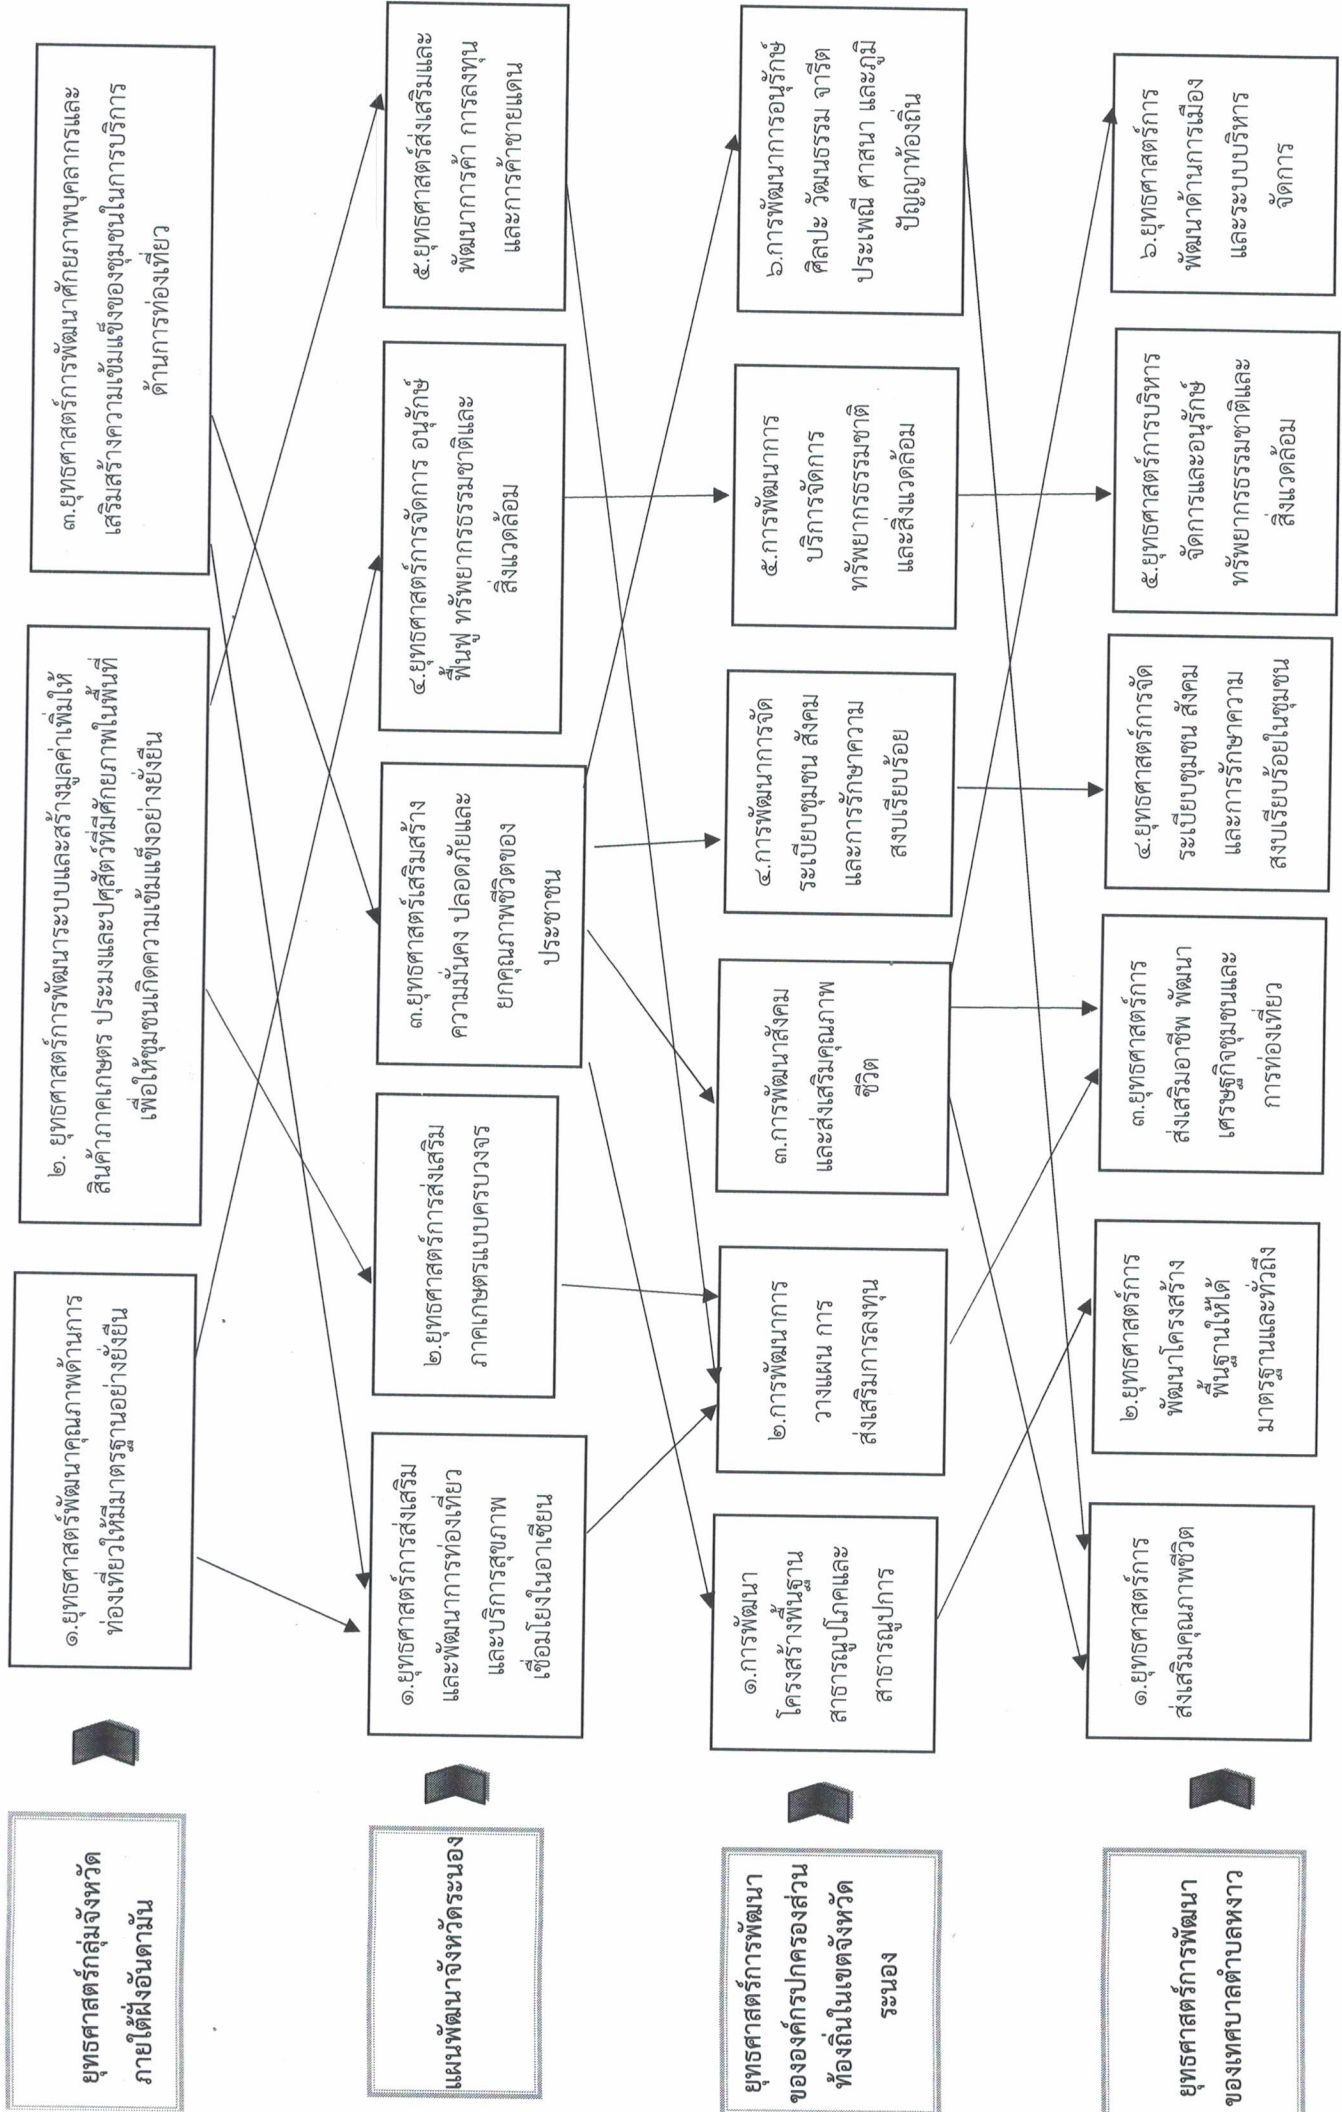 ยุทธศาสตร์กลุ่มจังหวัด
ภายใต้ฝั่งอันดามัน
๑.ยุทธศาสตร์พัฒนาคุณภาพด้านการ
ท่องเที่ยวให้มีมาตรฐานอย่างยั่งยืน
๒. ยุทธศาสตร์การพัฒนาระบบและสร้างมูลค่าเพิ่มให้
สินค้าภาคเกษตร ประมงและปศุสัตว์ที่มีศักยภาพในพื้นที่
เพื่อให้ชุมชนเกิดความเข้มแข็งอย่างยั่งยืน
๓.ยุทธศาสตร์การพัฒนาศักยภาพบุคลากรและ
เสริมสร้างความเข้มแข็งของชุมชนในการบริการ
ด้านการท่องเที่ยว
แผนพัฒนาจังหวัดระนอง
๑.ยุทธศาสตร์การส่งเสริม
และพัฒนาการท่องเที่ยว
และบริการสุขภาพ
เชื่อมโยงในอาเซียน
๒.ยุทธศาสตร์การส่งเสริม
ภาคเกษตรแบบครบวงจร
๓.ยุทธศาสตร์เสริมสร้าง
ความมั่นคง ปลอดภัยและ
ยกคุณภาพชีวิตของ
ประชาชน
๔.ยุทธศาสตร์การจัดการ อนุรักษ์
ฟื้นฟู ทรัพยากรธรรมชาติและ
สิ่งแวดล้อม
๕.ยุทธศาสตร์ส่งเสริมและ
พัฒนาการค้า การลงทุน
และการค้าชายแดน
ยุทธศาสตร์การพัฒนา
ขององค์กรปกครองส่วน
ท้องถิ่นในเขตจังหวัด
ระนอง
๑.การพัฒนา
โครงสร้างพื้นฐาน
สาธารณูปโภคและ
สาธารณูปการ
๒.การพัฒนาการ
วางแผน การ
ส่งเสริมการลงทุน
๓.การพัฒนาสังคม
และส่งเสริมคุณภาพ
ชีวิต
๔.การพัฒนาการจัด
ระเบียบชุมชน สังคม
และการรักษาความ
สงบเรียบร้อย
๕.การพัฒนาการ
บริการจัดการ
ทรัพยากรธรรมชาติ
และสิ่งแวดล้อม
๖.การพัฒนาการอนุรักษ์
ศิลปะ วัฒนธรรม จารีต
ประเพณี ศาสนา และภูมิ
ปัญญาท้องถิ่น
ยุทธศาสตร์การพัฒนา
ของเทศบาลตำบลหงาว
๑.ยุทธศาสตร์การ
ส่งเสริมคุณภาพชีวิต
๒.ยุทธศาสตร์การ
พัฒนาโครงสร้าง
พื้นฐานให้ได้
มาตรฐานและทั่วถึง
๓.ยุทธศาสตร์การ
ส่งเสริมอาชีพ พัฒนา
เศรษฐกิจชุมชนและ
การท่องเที่ยว
๔.ยุทธศาสตร์การจัด
ระเบียบชุมชน สังคม
และการรักษาความ
สงบเรียบร้อยในชุมชน
๕.ยุทธศาสตร์การบริหาร
จัดการและอนุรักษ์
ทรัพยากรธรรมชาติและ
สิ่งแวดล้อม
๖.ยุทธศาสตร์การ
พัฒนาด้านการเมือง
และระบบบริหาร
จัดการ